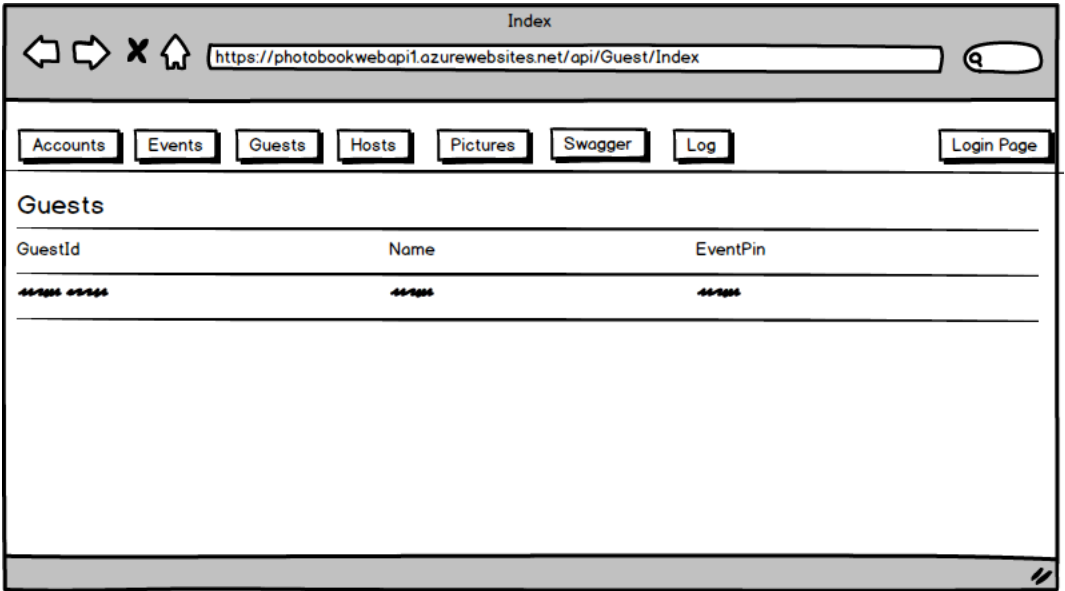 Index
https://photobookwebapi1.azurewebsites.net/api/Guest/Index
Accounts Events Guests Hosts Pictures Swagger Log Login Page
Guests
GuestId Name EventPin